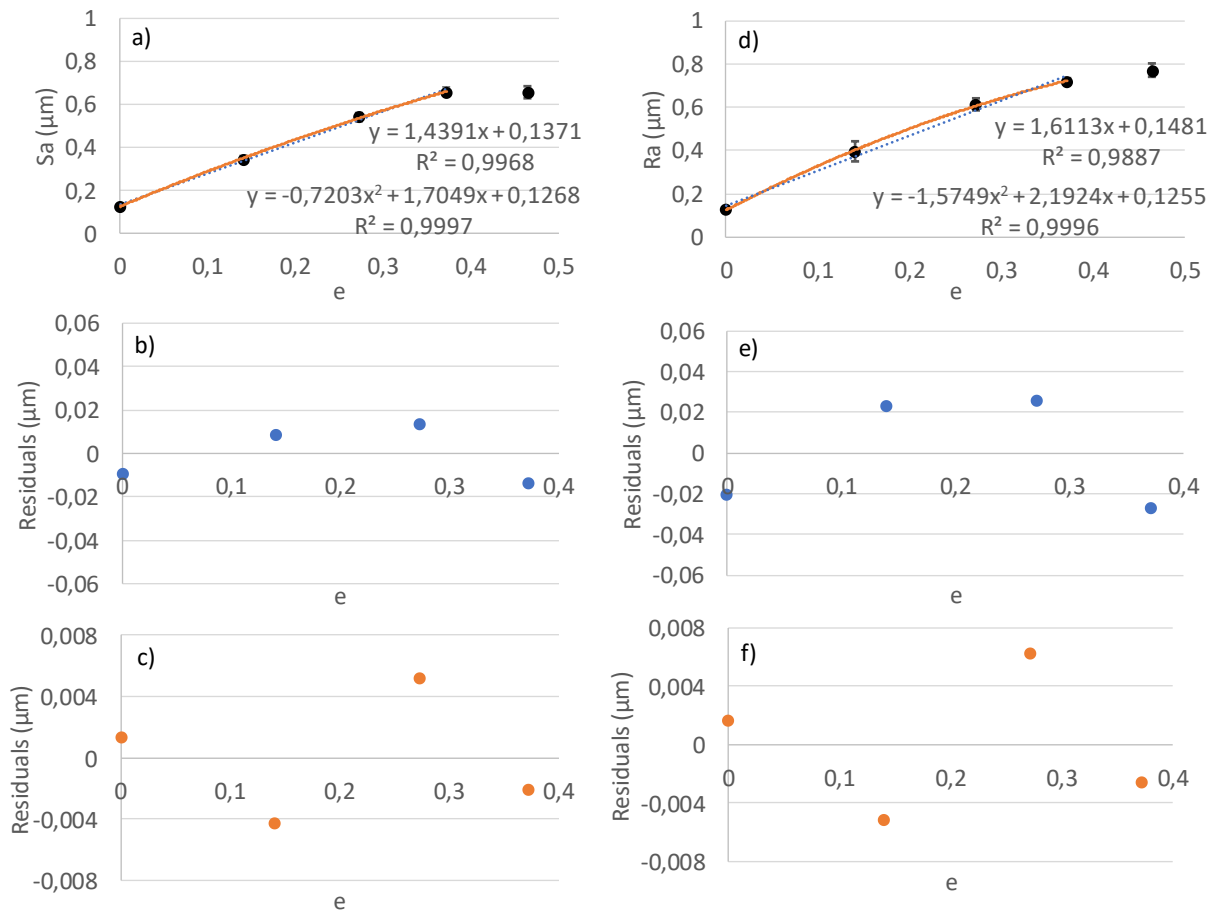 a)
1
0,8
0,6
0,4
0,2
0
Sa (µm)
y = 1,4391x + 0,1371
R² = 0,9968
y = -0,7203x² + 1,7049x + 0,1268
R² = 0,9997
0 0,1 0,2 0,3 0,4 0,5
e
d)
1
0,8
0,6
0,4
0,2
0
Ra (µm)
y = 1,6113x + 0,1481
R² = 0,9887
y = -1,5749x² + 2,1924x + 0,1255
R² = 0,9996
0 0,1 0,2 0,3 0,4 0,5
e
b)
0,06
0,04
0,02
0
-0,02
-0,04
-0,06
Residuals (µm)
0 0,1 0,2 0,3 0,4
e
e)
0,06
0,04
0,02
0
-0,02
-0,04
-0,06
Residuals (µm)
0 0,1 0,2 0,3 0,4
e
c)
0,008
0,004
0
-0,004
-0,008
Residuals (µm)
0 0,1 0,2 0,3 0,4
e
f)
0,008
0,004
0
-0,004
-0,008
Residuals (µm)
0 0,1 0,2 0,3 0,4
e